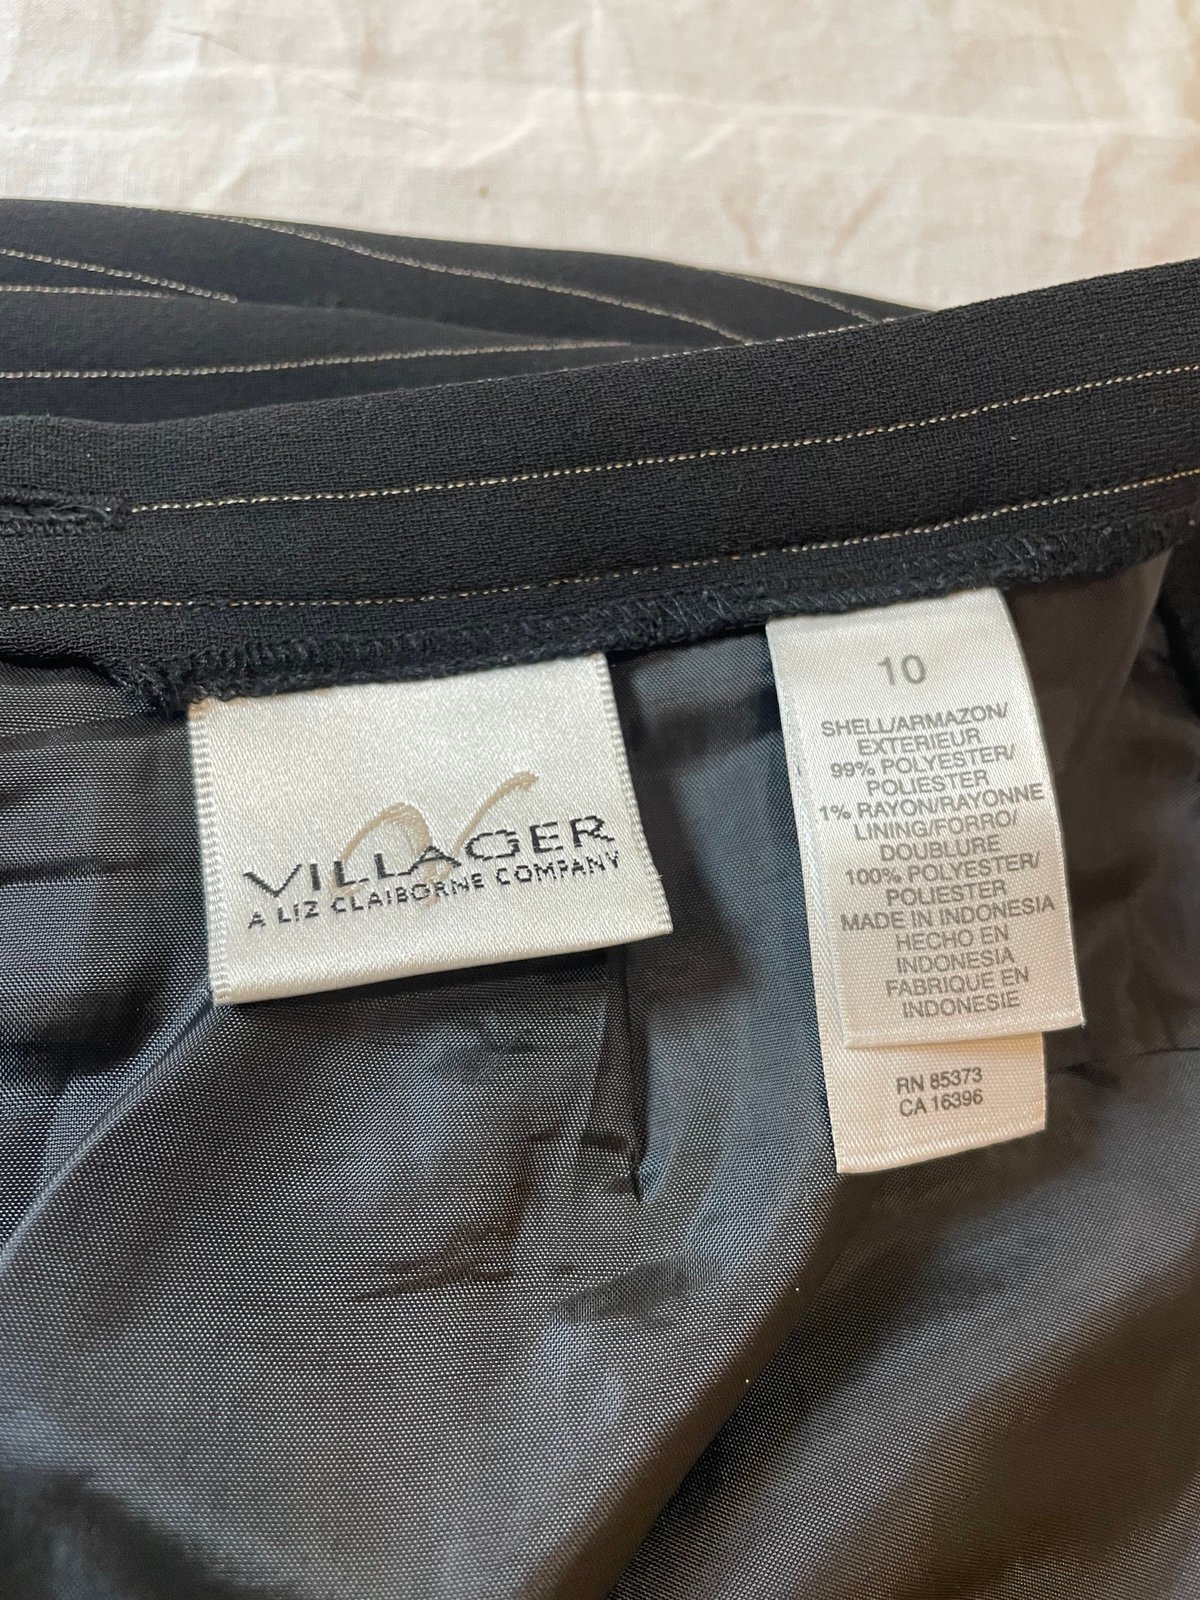 VILLAGER
A LIZ CLAIBORNE COMPANY
10
SHELL/ARMAZON/
EXTERIEUR
99% POLYESTER/
POLIESTER
1% RAYON/RAYONNE
LINING/FORRO/
DOUBLURE
100% POLYESTER/
POLIESTER
MADE IN INDONESIA
HECHO EN
INDONESIA
FABRIQUE EN
INDONESIE
RN 85373
CA 16396